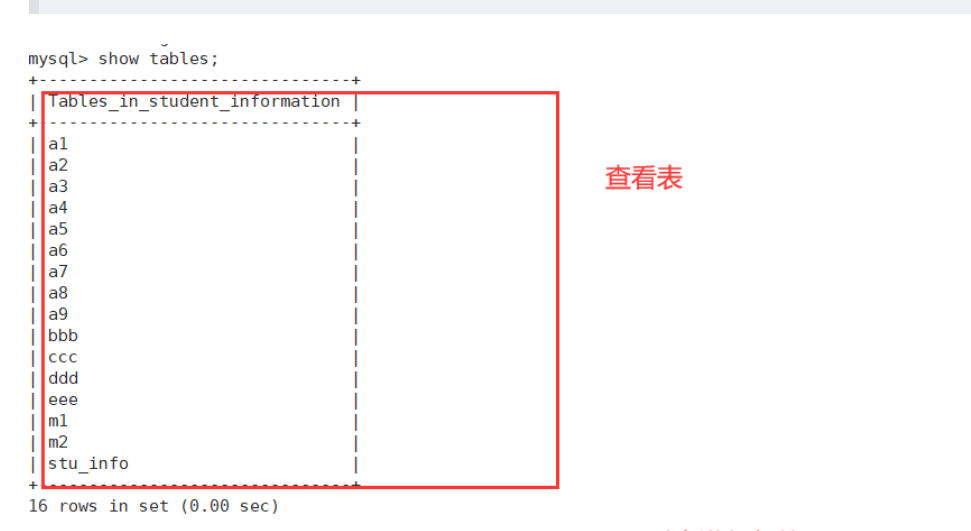 mysql> show tables;
+-------------------------------+
| Tables_in_student_information |
+-------------------------------+
| a1 |
| a2 |
| a3 |
| a4 |
| a5 |
| a6 |
| a7 |
| a8 |
| a9 |
| bbb |
| ccc |
| ddd |
| eee |
| m1 |
| m2 |
| stu_info |
+-------------------------------+
16 rows in set (0.00 sec)
查看表